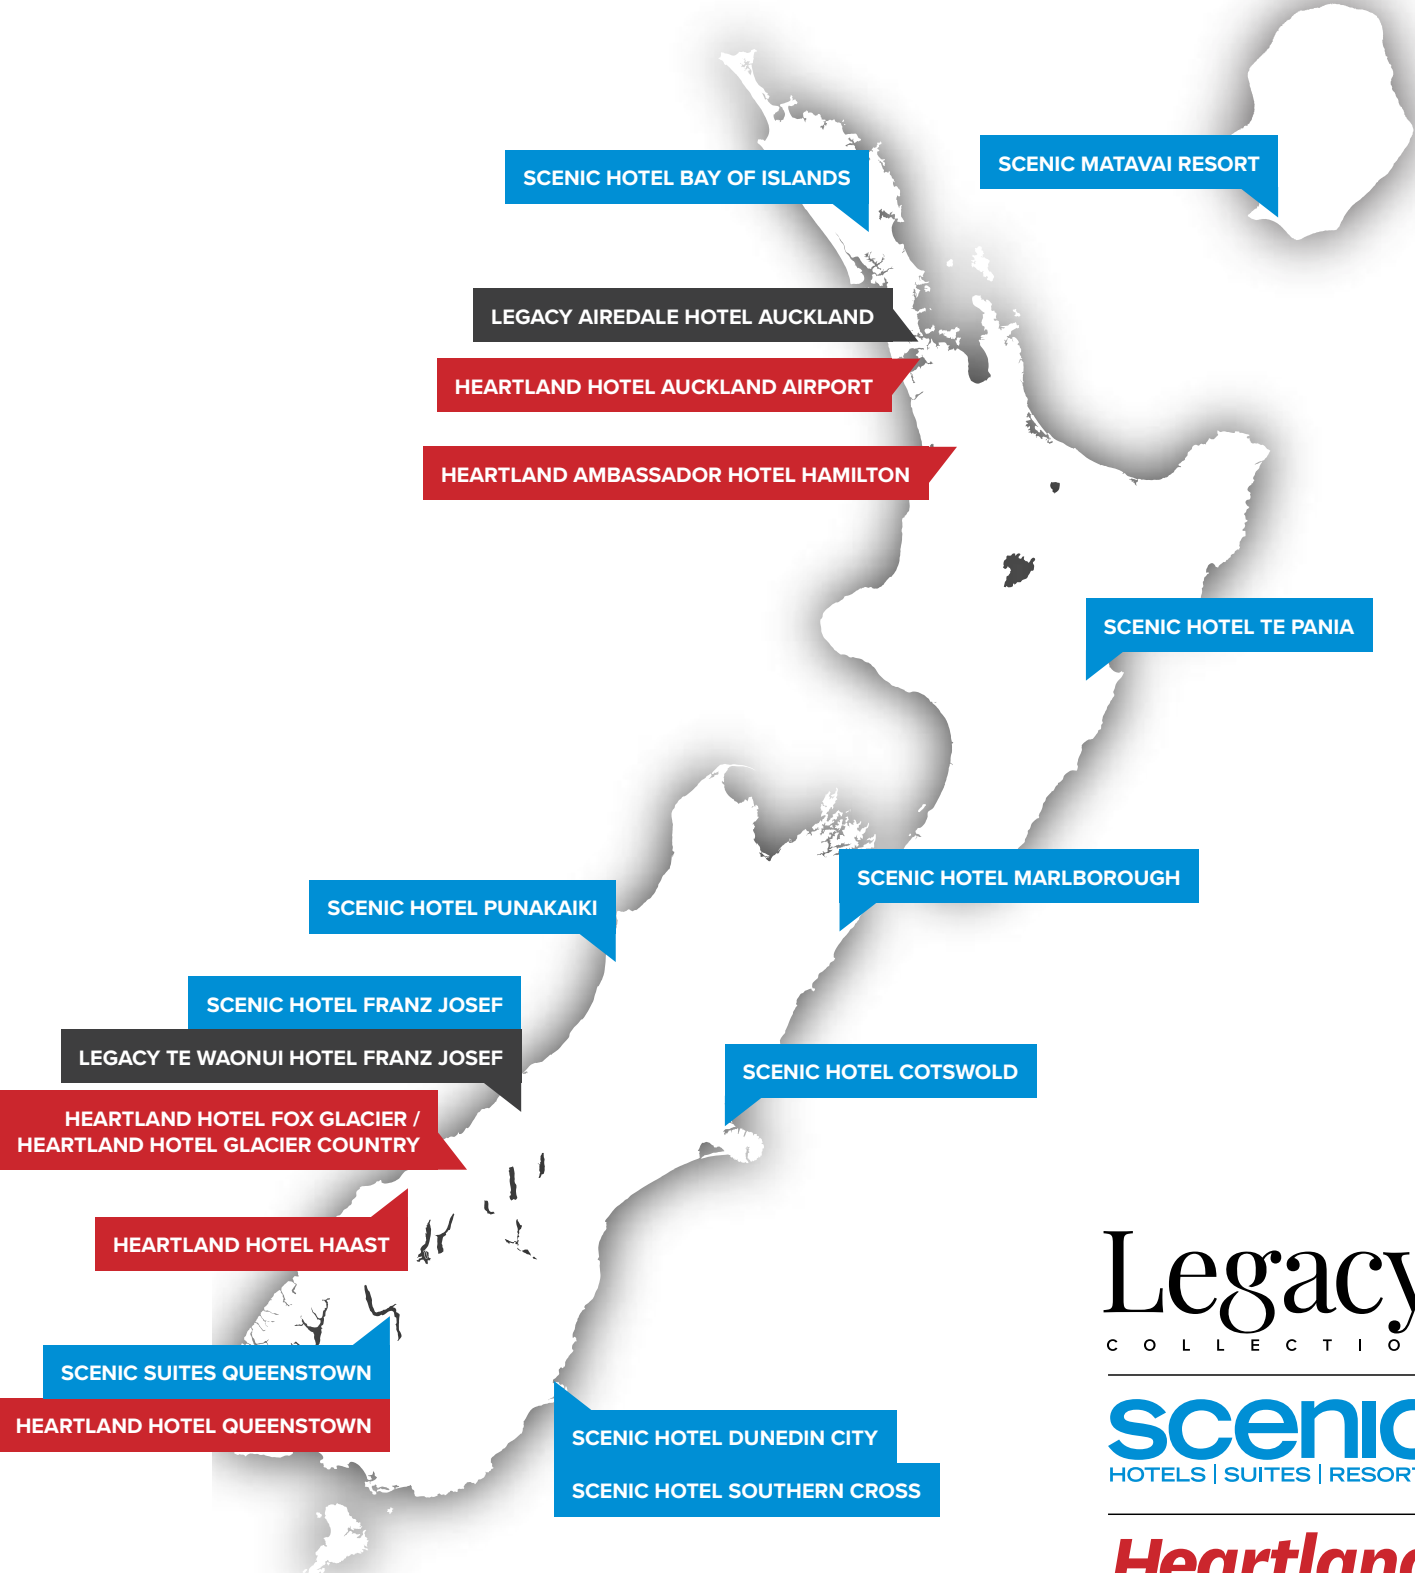 SCENIC HOTEL BAY OF ISLANDS
SCENIC MATAVAI RESORT
LEGACY AIREDALE HOTEL AUCKLAND
HEARTLAND HOTEL AUCKLAND AIRPORT
HEARTLAND AMBASSADOR HOTEL HAMILTON
SCENIC HOTEL TE PANIA
SCENIC HOTEL MARLBOROUGH
SCENIC HOTEL PUNAKAIKI
SCENIC HOTEL FRANZ JOSEF
LEGACY TE WAONUI HOTEL FRANZ JOSEF
SCENIC HOTEL COTSWOLD
HEARTLAND HOTEL FOX GLACIER /
HEARTLAND HOTEL GLACIER COUNTRY
HEARTLAND HOTEL HAAST
SCENIC SUITES QUEENSTOWN
HEARTLAND HOTEL QUEENSTOWN
SCENIC HOTEL DUNEDIN CITY
SCENIC HOTEL SOUTHERN CROSS
Legacy
COLLECTIO
scenic
HOTELS | SUITES | RESORT
Heartland